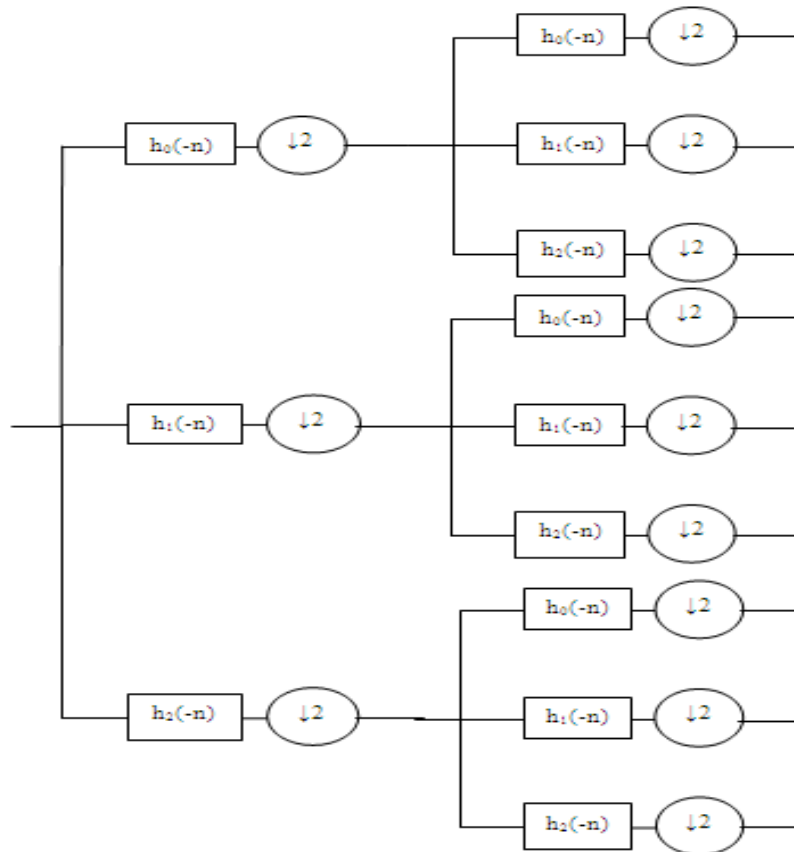 h₀(-n) ↓2
h₀(-n) ↓2 h₁(-n) ↓2
h₂(-n) ↓2
h₀(-n) ↓2
h₁(-n) ↓2 h₁(-n) ↓2
h₂(-n) ↓2
h₀(-n) ↓2
h₂(-n) ↓2 h₁(-n) ↓2
h₂(-n) ↓2